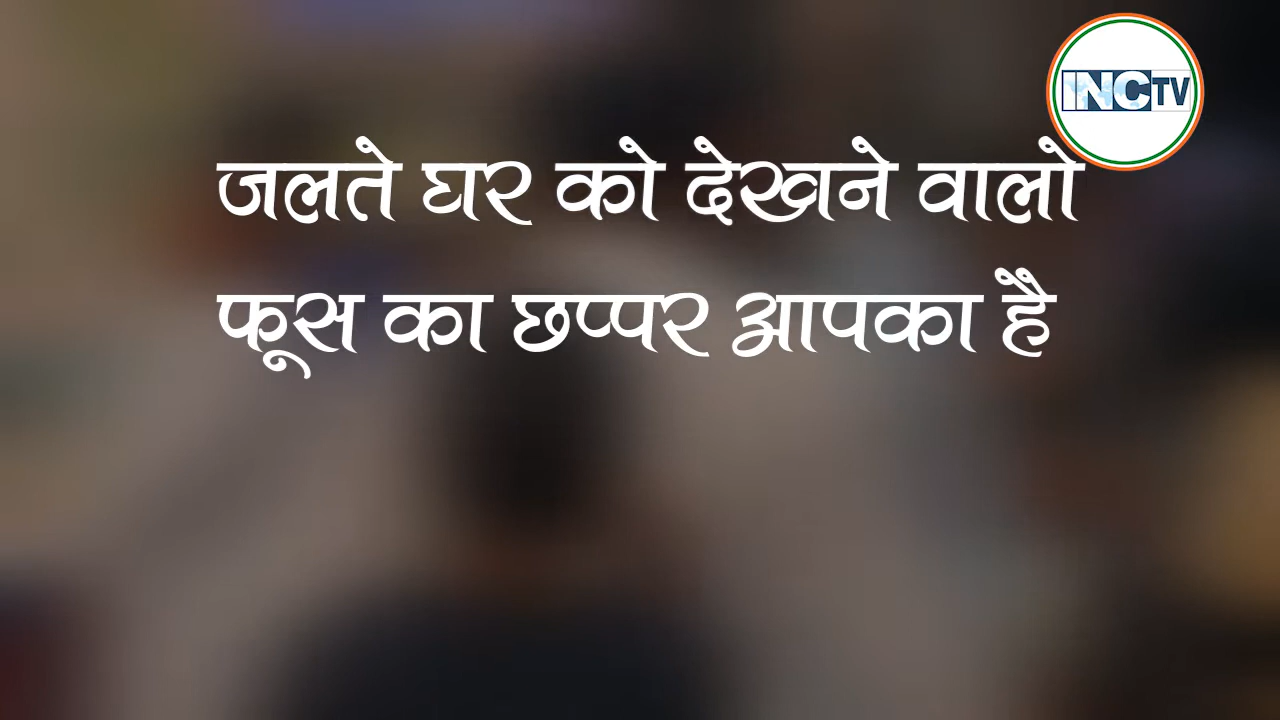 INCTV
जलते घर को देखने वालो
फूस का छप्पर आपका है